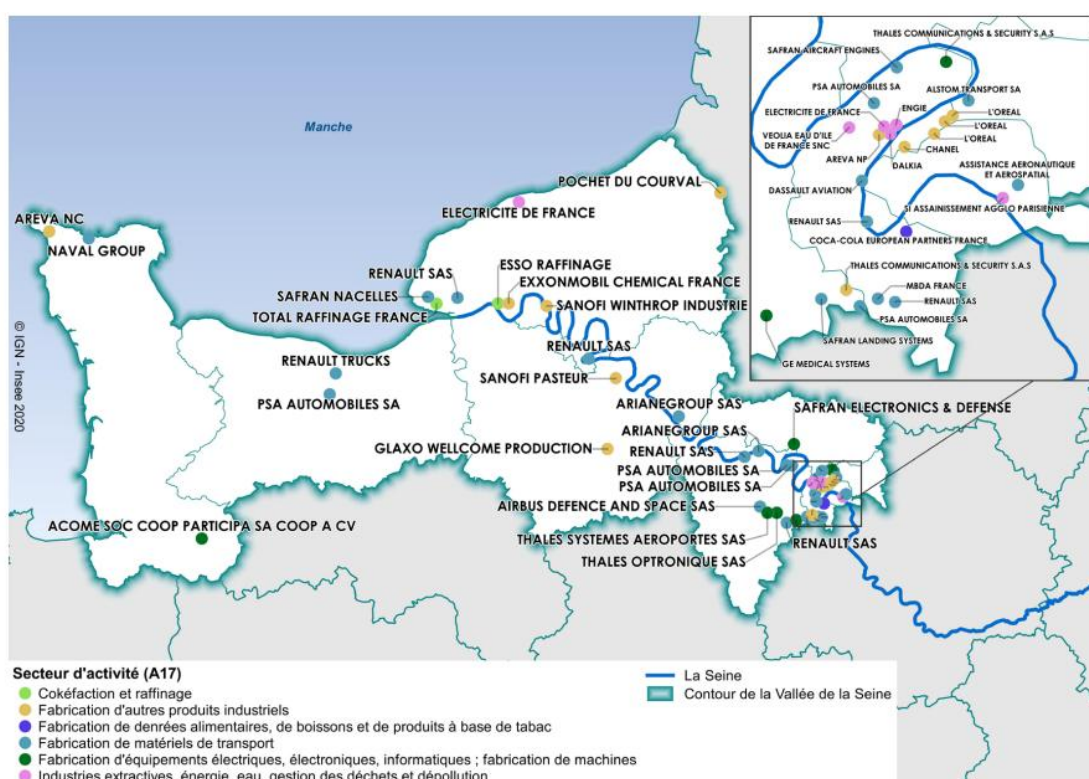 Manche
POCHET DU COURVAL
AREVA NC
NAVAL GROUP
ELECTRICITE DE FRANCE
RENAULT SAS
ESSO RAFFINAGE
EXXONMOBIL CHEMICAL FRANCE
SAFRAN NACELLES
SANOFI WINTHROP INDUSTRIE
TOTAL RAFFINAGE FRANCE
RENAULT SAS
RENAULT TRUCKS
SANOFI PASTEUR
PSA AUTOMOBILES SA
ARIANEGROUP SAS
SAFRAN ELECTRONICS & DEFENSE
ARIANEGROUP SAS
GLAXO WELLCOME PRODUCTION
RENAULT SAS
PSA AUTOMOBILES SA
PSA AUTOMOBILES SA
AIRBUS DEFENCE AND SPACE SAS
ACOME SOC COOP PARTICIPA SA COOP A CV
THALES SYSTEMES AEROPORTES SAS
RENAULT SAS
THALES OPTRONIQUE SAS
THALES COMMUNICATIONS & SECURITY S.A.S
SAFRAN AIRCRAFT ENGINES
PSA AUTOMOBILES SA
ALSTOM TRANSPORT SA
ELECTRICITE DE FRANCE
ENGIE
L'OREAL
L'OREAL
VEOLIA EAU D'ILE
DE FRANCE SNC
L'OREAL
AREVA NP
CHANEL
DALKIA
ASSISTANCE AERONAUTIQUE
ET AEROSPATIAL
DASSAULT AVIATION
SI ASSAINISSEMENT AGGLO PARISIENNE
RENAULT SAS
COCA-COLA EUROPEAN PARTNERS FRANCE
THALES COMMUNICATIONS & SECURITY S.A.S
MBDA FRANCE
RENAULT SAS
PSA AUTOMOBILES SA
SAFRAN LANDING SYSTEMS
GE MEDICAL SYSTEMS
© IGN - Insee 2020
Secteur d'activité (A17)
Cokéfaction et raffinage
Fabrication d'autres produits industriels
Fabrication de denrées alimentaires, de boissons et de produits à base de tabac
Fabrication de matériels de transport
Fabrication d'équipements électriques, électroniques, informatiques ; fabrication de machines
Industries extractives, énergie, eau, gestion des déchets et dépollution
La Seine
Contour de la Vallée de la Seine